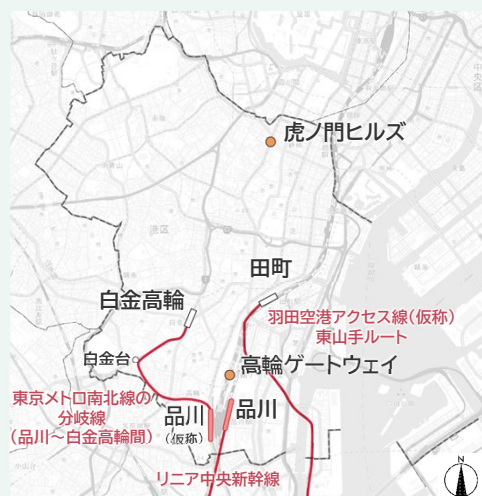 虎ノ門ヒルズ
港区
田町
白金高輪
羽田空港アクセス線（仮称）
東山手ルート
白金台
高輪ゲートウェイ
東京メトロ南北線の
分岐線
（品川～白金高輪間）
品川
（仮称）
品川
リニア中央新幹線
N